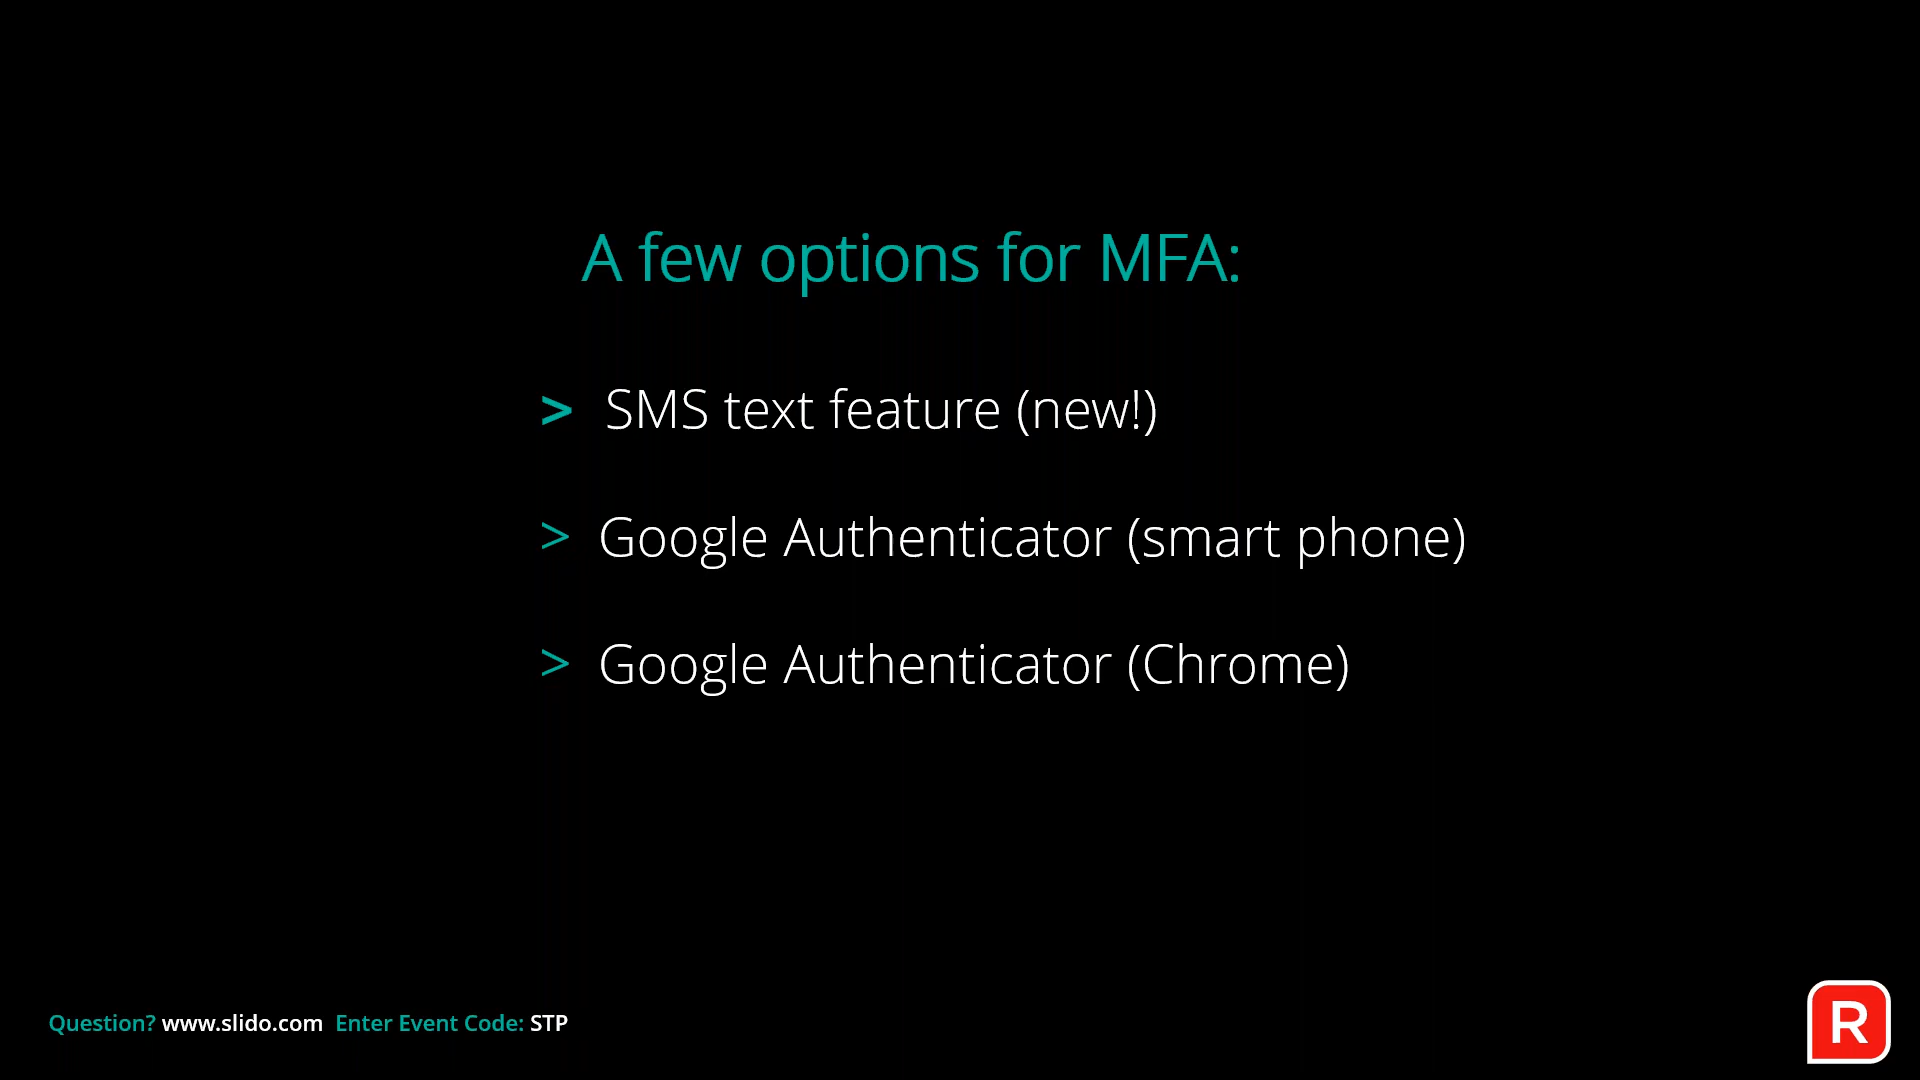 A few options for MFA:
> SMS text feature (new!)
> Google Authenticator (smart phone)
> Google Authenticator (Chrome)
Question? www.slido.com Enter Event Code: STP
R